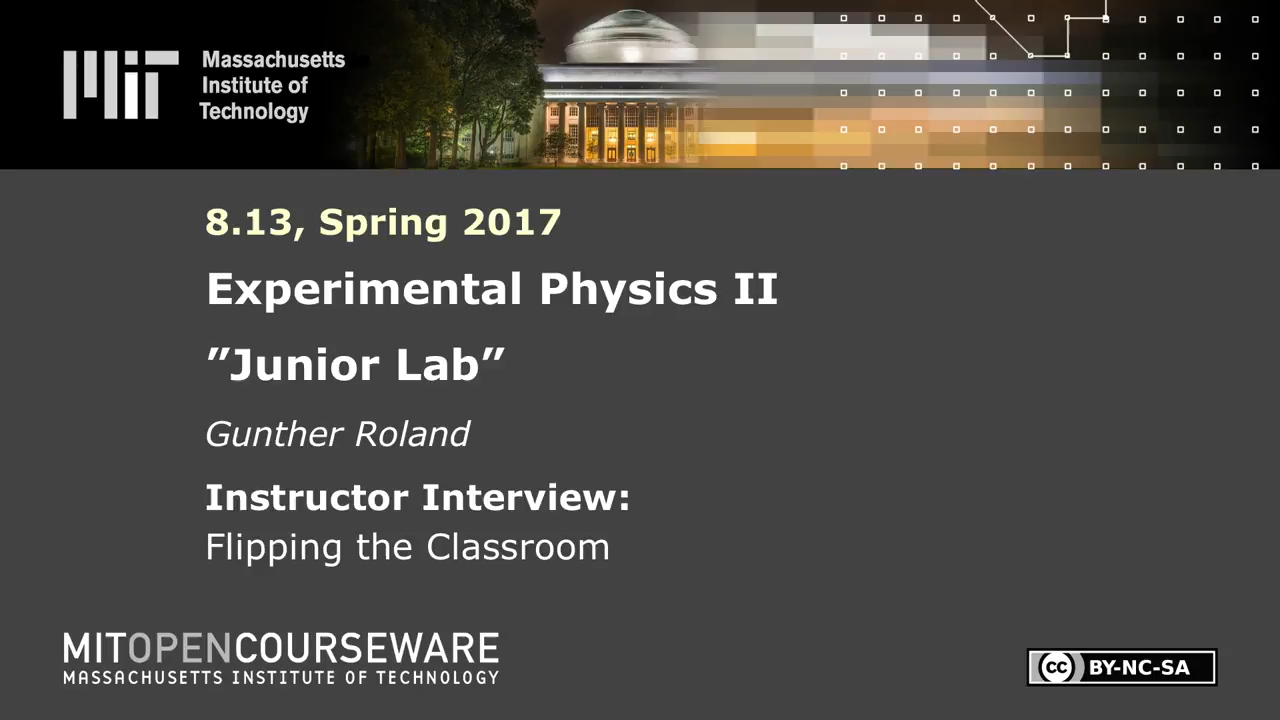 Massachusetts
Institute of
Technology
8.13, Spring 2017
Experimental Physics II
”Junior Lab”
Gunther Roland
Instructor Interview:
Flipping the Classroom
MITOPENCOURSEWARE
MASSACHUSETTS INSTITUTE OF TECHNOLOGY
cc BY-NC-SA